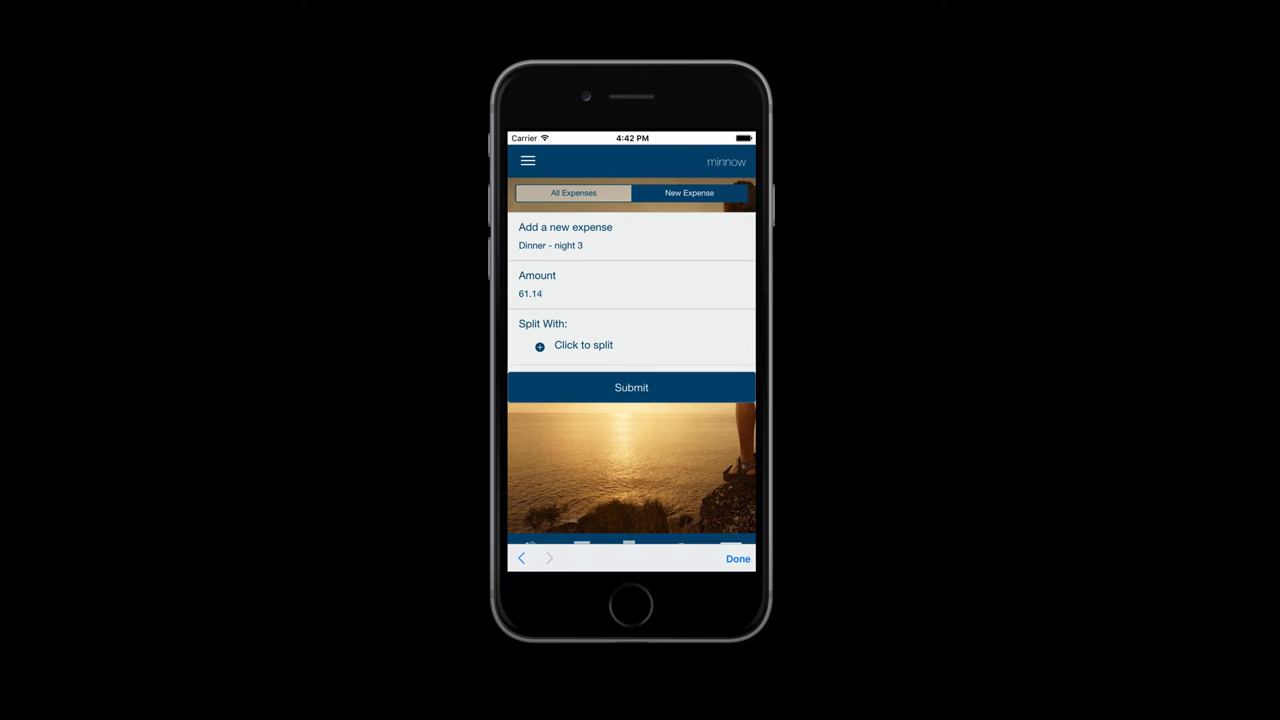 Carrier 4:42 PM
minnow
All Expenses New Expense
Add a new expense
Dinner - night 3
Amount
61.14
Split With:
Click to split
Submit
Done